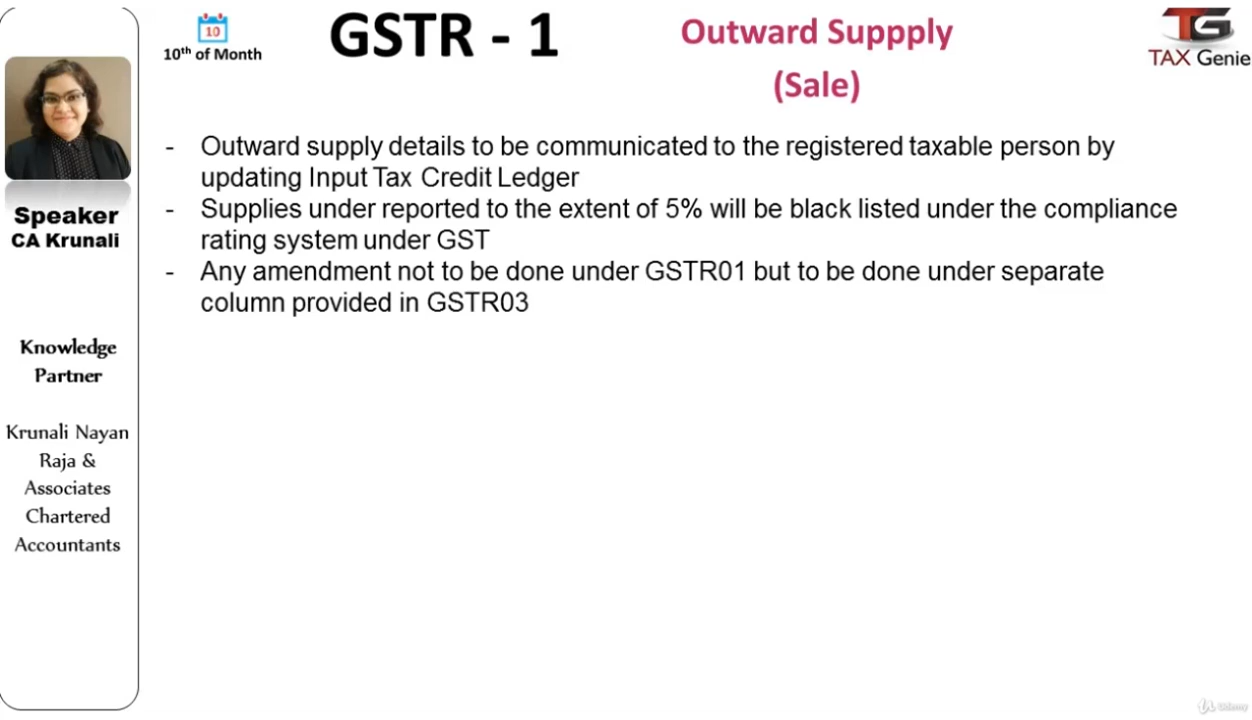 10
10th of Month
GSTR - 1
Outward Suppply
(Sale)
TG
TAX Genie
Speaker
CA Krunali
Knowledge
Partner
Krunali Nayan
Raja &
Associates
Chartered
Accountants
- Outward supply details to be communicated to the registered taxable person by
updating Input Tax Credit Ledger
- Supplies under reported to the extent of 5% will be black listed under the compliance
rating system under GST
- Any amendment not to be done under GSTR01 but to be done under separate
column provided in GSTR03
Udemy